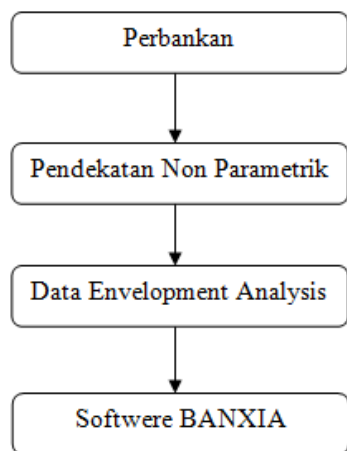 Perbankan
Pendekatan Non Parametrik
Data Envelopment Analysis
Softwere BANXIA